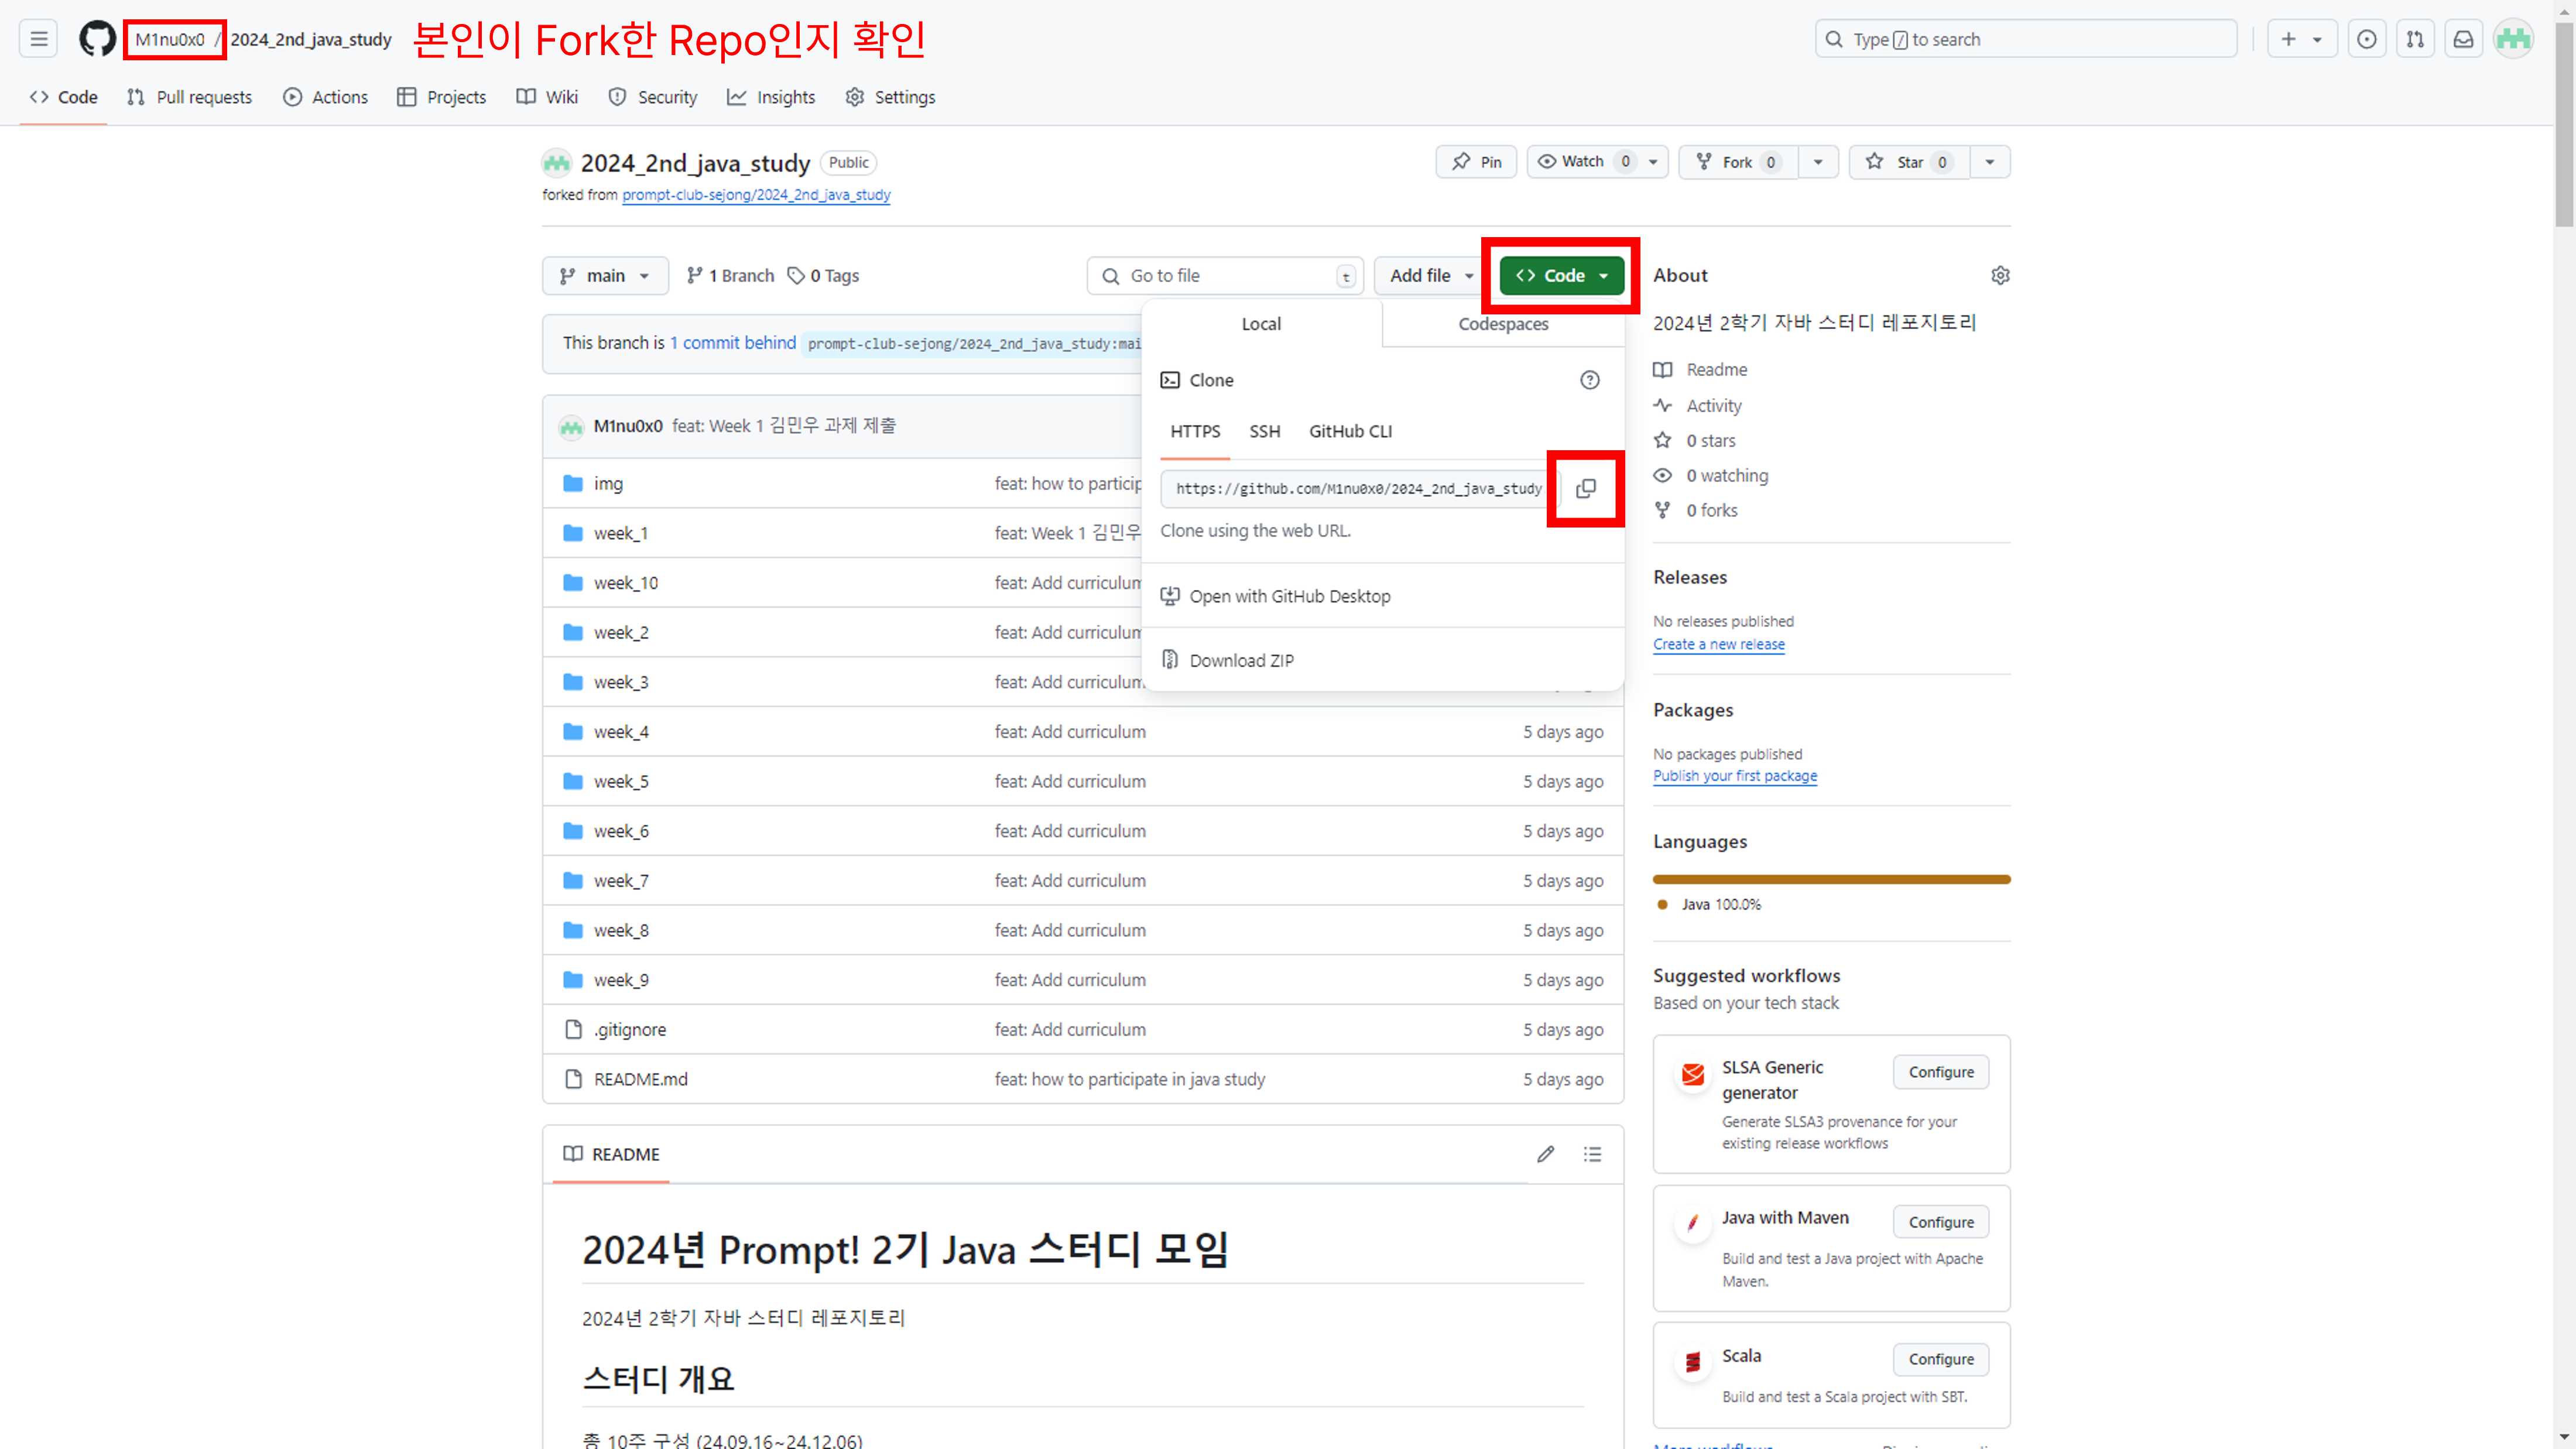 M1nu0x0 / 2024_2nd_java_study 본인이 Fork한 Repo인지 확인
Type / to search
Code Pull requests Actions Projects Wiki Security Insights Settings
2024_2nd_java_study Public
Pin Watch 0 Fork 0 Star 0
forked from prompt-club-sejong/2024_2nd_java_study
main 1 Branch 0 Tags Go to file t Add file Code
Local Codespaces
This branch is 1 commit behind prompt-club-sejong/2024_2nd_java_study:mai
Clone
HTTPS SSH GitHub CLI
https://github.com/M1nu0x0/2024_2nd_java_study
Clone using the web URL.
Open with GitHub Desktop
Download ZIP
M1nu0x0 feat: Week 1 김민우 과제 제출
img feat: how to particip
week_1 feat: Week 1 김민우
week_10 feat: Add curriculum
week_2 feat: Add curriculum
week_3 feat: Add curriculum
week_4 feat: Add curriculum 5 days ago
week_5 feat: Add curriculum 5 days ago
week_6 feat: Add curriculum 5 days ago
week_7 feat: Add curriculum 5 days ago
week_8 feat: Add curriculum 5 days ago
week_9 feat: Add curriculum 5 days ago
.gitignore feat: Add curriculum 5 days ago
README.md feat: how to participate in java study 5 days ago
README
2024년 Prompt! 2기 Java 스터디 모임
2024년 2학기 자바 스터디 레포지토리
스터디 개요
총 10주 구성 (24.09.16~24.12.06)
About
2024년 2학기 자바 스터디 레포지토리
Readme
Activity
0 stars
0 watching
0 forks
Releases
No releases published
Create a new release
Packages
No packages published
Publish your first package
Languages
Java 100.0%
Suggested workflows
Based on your tech stack
SLSA Generic generator Configure
Generate SLSA3 provenance for your
existing release workflows
Java with Maven Configure
Build and test a Java project with Apache
Maven.
Scala Configure
Build and test a Scala project with SBT.
More workflows